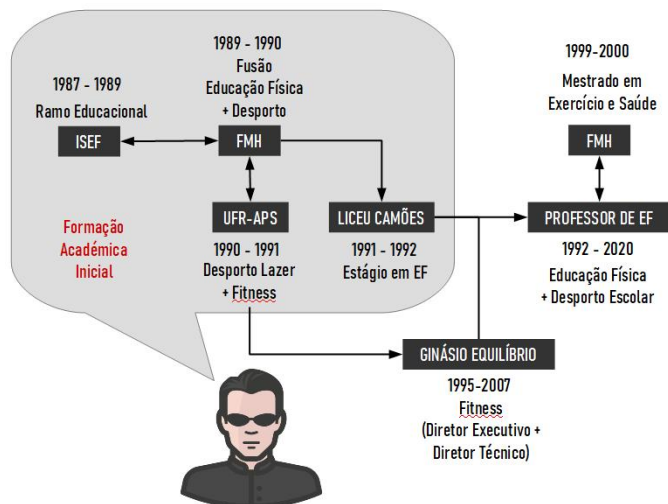 1987 - 1989
Ramo Educacional
ISEF
1989 - 1990
Fusão
Educação Física
+ Desporto
FMH
UFR-APS
1990 - 1991
Desporto Lazer
+ Fitness
LICEU CAMÕES
1991 - 1992
Estágio em EF
Formação
Académica
Inicial
1999-2000
Mestrado em
Exercício e Saúde
FMH
PROFESSOR DE EF
1992 - 2020
Educação Física
+ Desporto Escolar
GINÁSIO EQUILÍBRIO
1995-2007
Fitness
(Diretor Executivo +
Diretor Técnico)